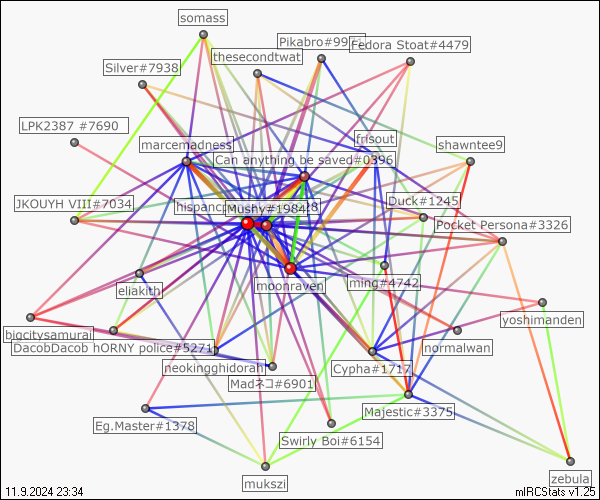 somass
Pikabro#99
Fedora Stoat#4479
thesecondtwat
Silver#7938
LPK2387 #7690
marcemadness
frisout
shawntee9
Can anything be saved#0396
JKOUYH VIII#7034
Mushy#1984
Duck#1245
Pocket Persona#3326
eliakith
moonraven
ming#4742
yoshimanden
bigcitysamurai
DacobDacob hORNY police#5271
normalwan
neokingghidorah
Cypha#1717
Madネコ#6901
Majestic#3375
Eg.Master#1378
Swirly Boi#6154
mukszi
zebula
11.9.2024 23:34
mIRCStats v1.25